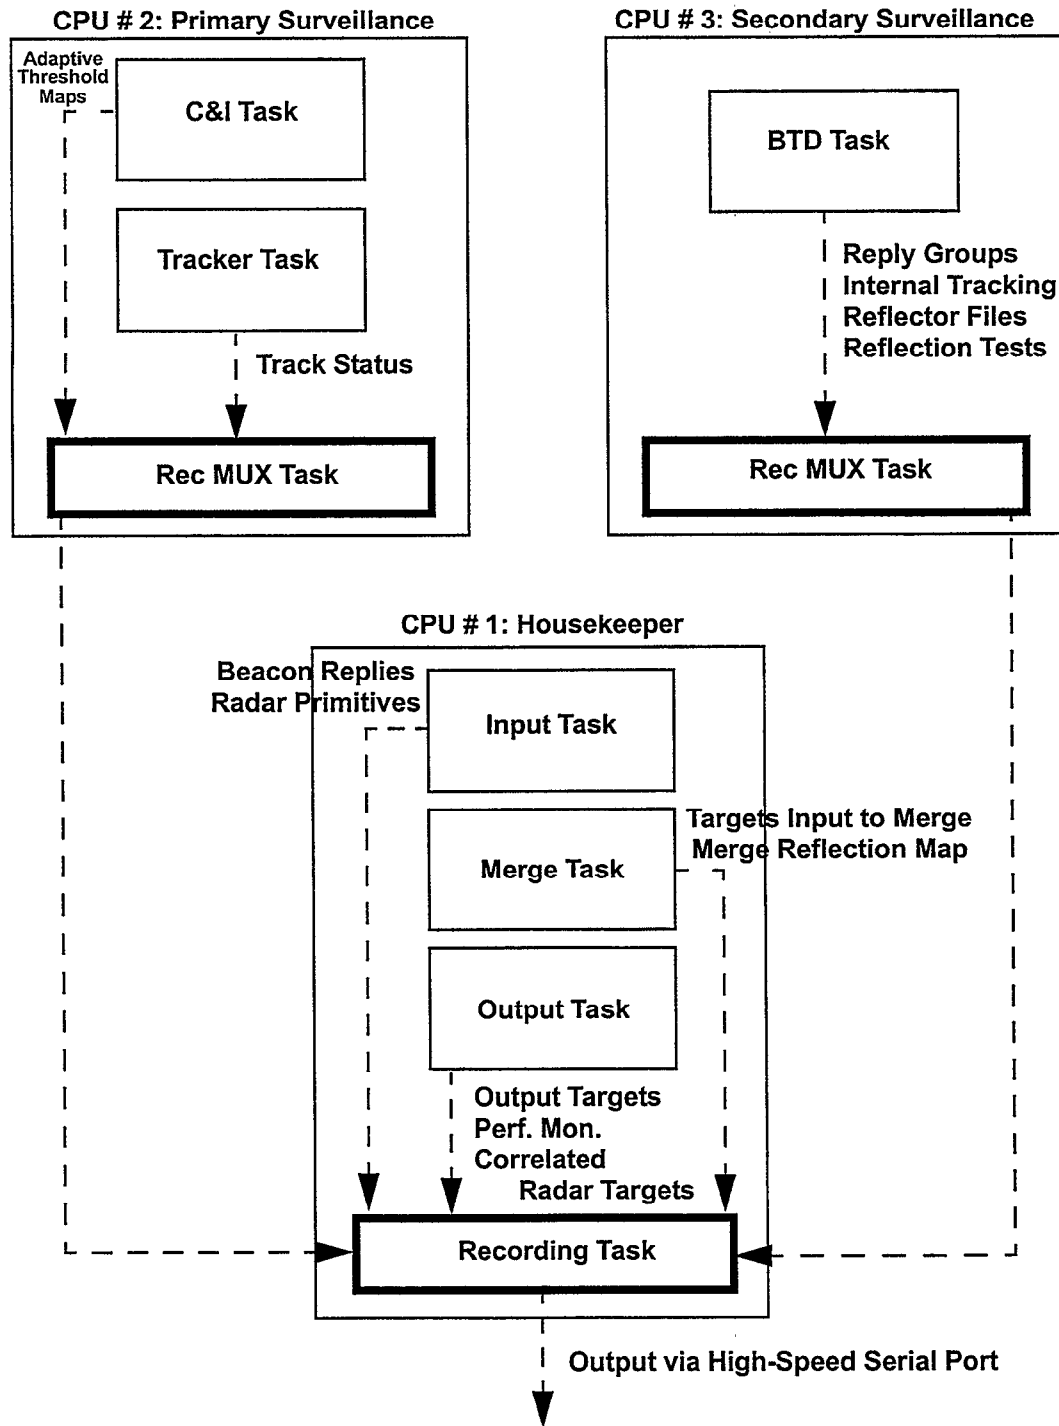 CPU # 2: Primary Surveillance
Adaptive
Threshold
Maps
C&I Task
Tracker Task
Track Status
Rec MUX Task
CPU # 3: Secondary Surveillance
BTD Task
Reply Groups
Internal Tracking
Reflector Files
Reflection Tests
Rec MUX Task
CPU # 1: Housekeeper
Beacon Replies
Radar Primitives
Input Task
Targets Input to Merge
Merge Reflection Map
Merge Task
Output Task
Output Targets
Perf. Mon.
Correlated
Radar Targets
Recording Task
Output via High-Speed Serial Port